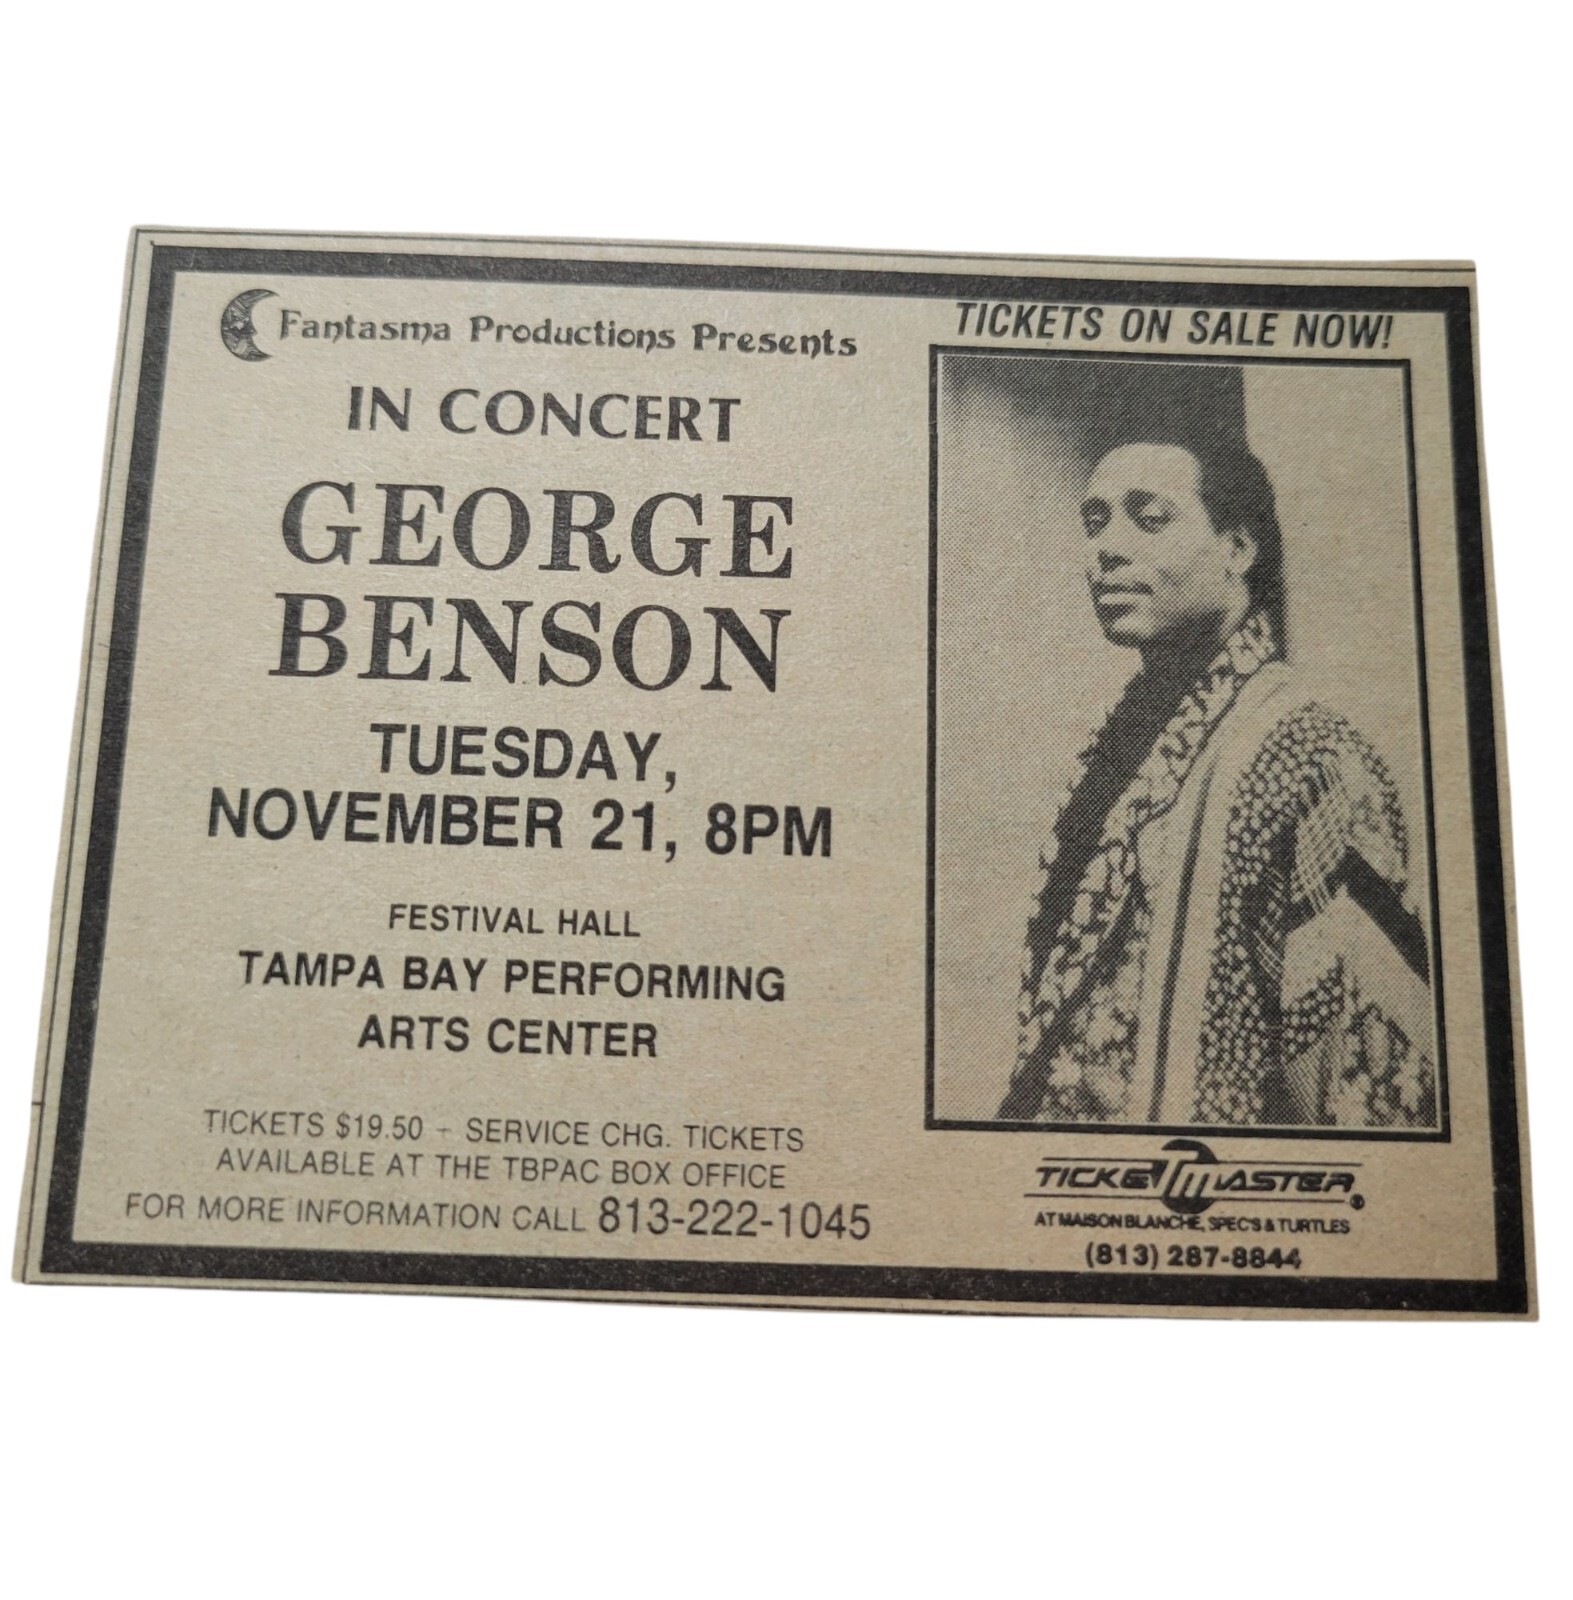 Fantasma Productions Presents
IN CONCERT
GEORGE
BENSON
TUESDAY,
NOVEMBER 21, 8PM
FESTIVAL HALL
TAMPA BAY PERFORMING
ARTS CENTER
TICKETS $19.50 - SERVICE CHG. TICKETS
AVAILABLE AT THE TBPAC BOX OFFICE
FOR MORE INFORMATION CALL 813-222-1045
TICKETS ON SALE NOW!
TICKETMASTER®
AT MAISON BLANCHE, SPEC'S & TURTLES
(813) 287-8844